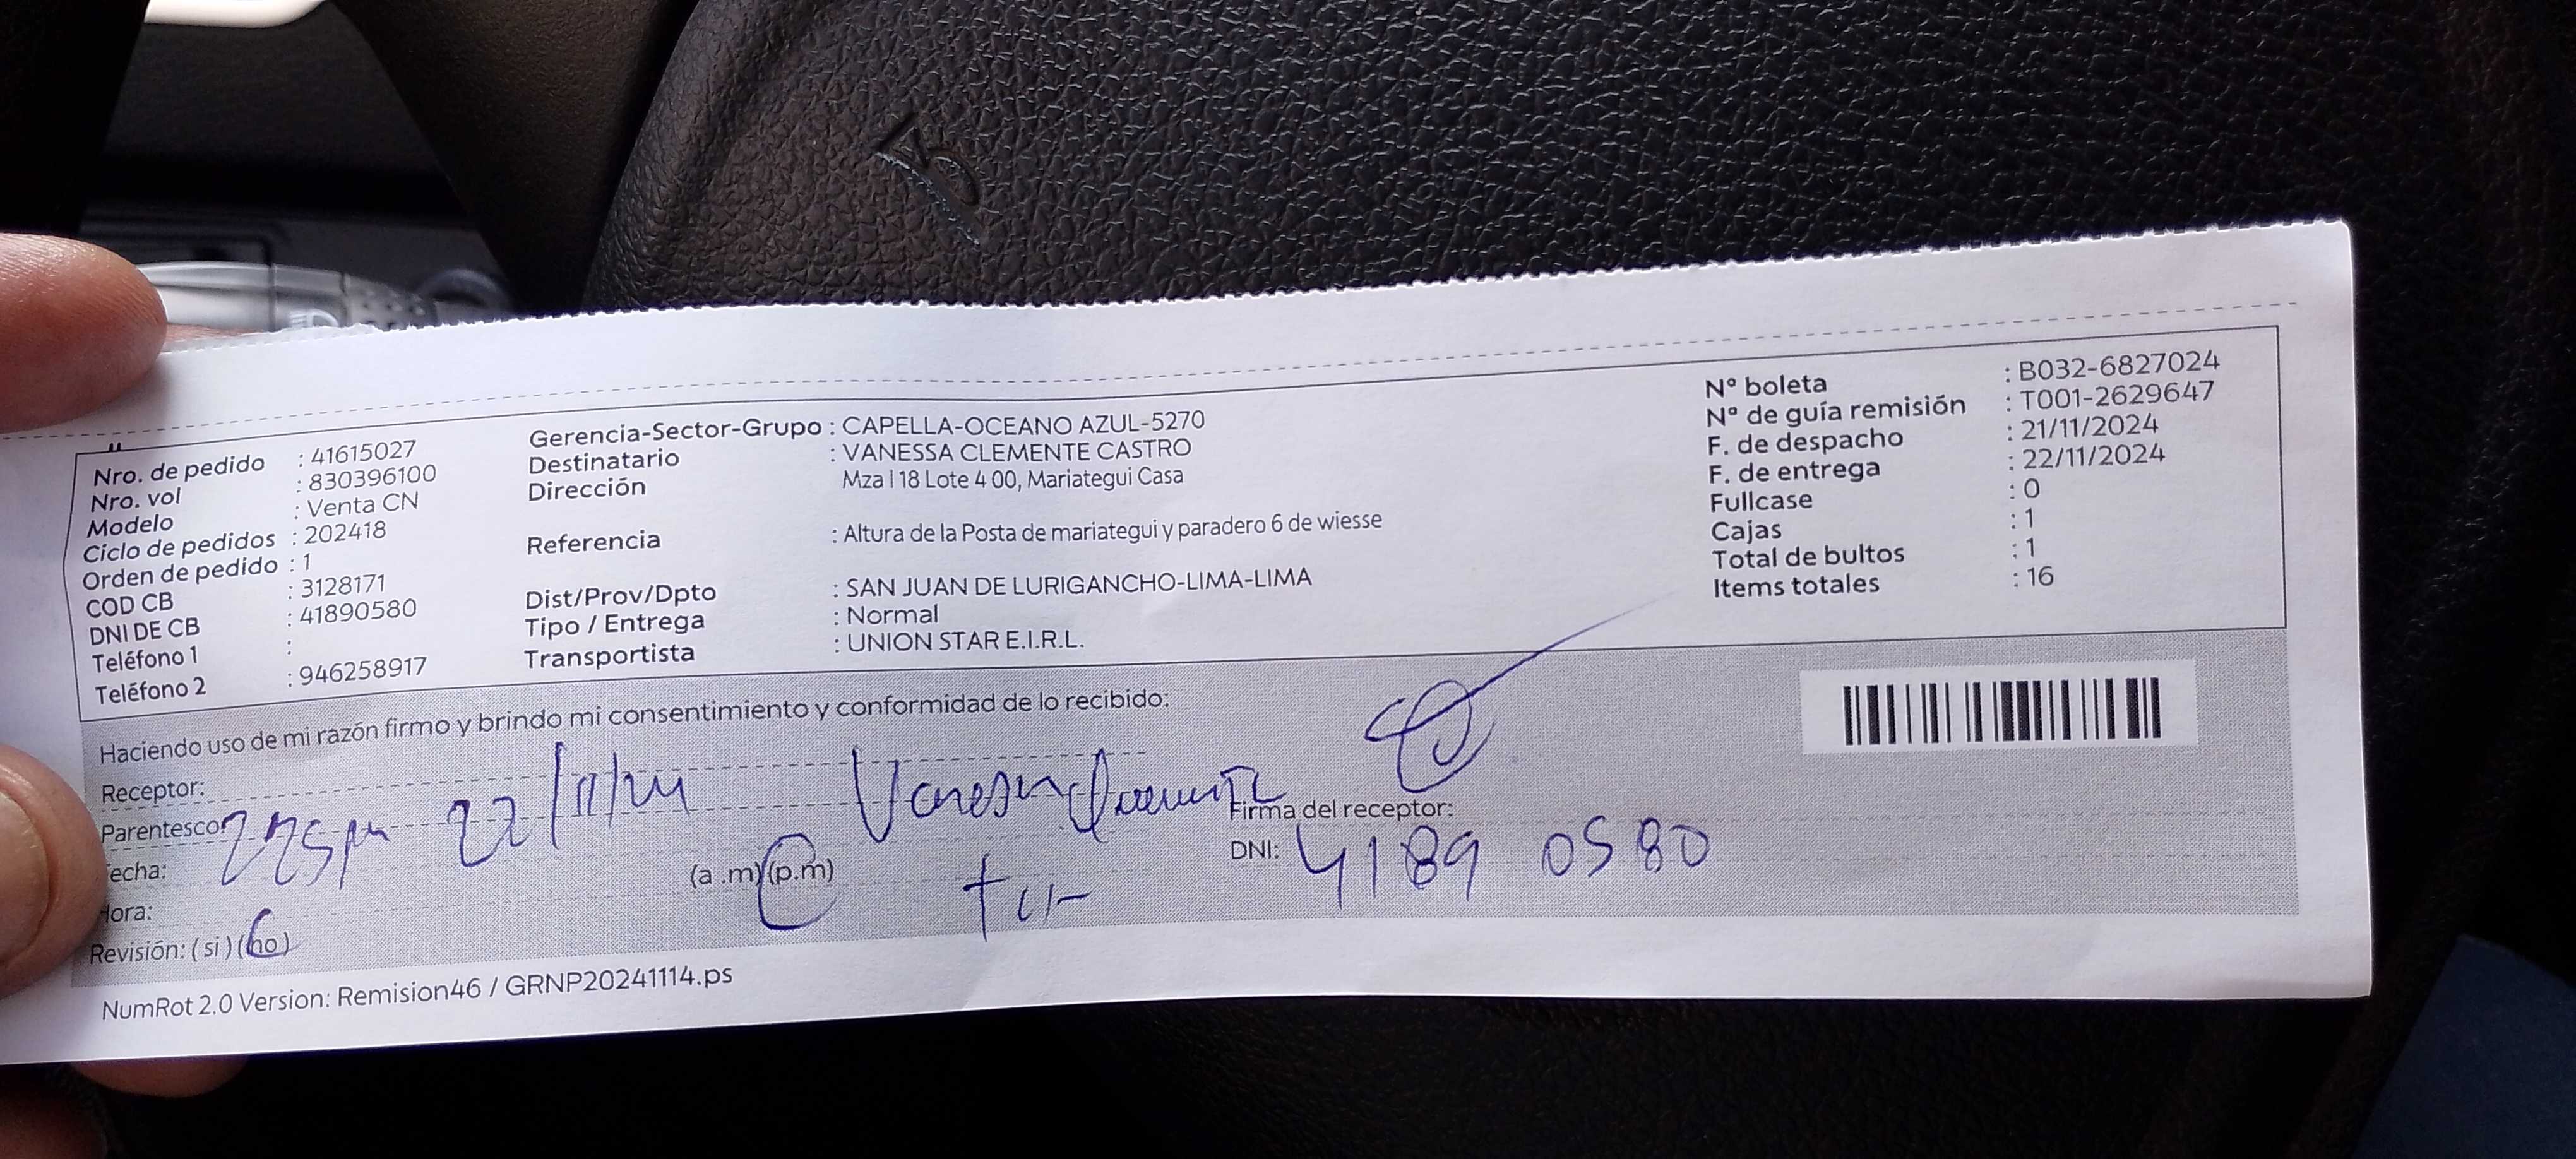 Nro. de pedido : 41615027
Nro. vol : 830396100
Modelo : Venta CN
Ciclo de pedidos : 202418
Orden de pedido : 1
COD CB : 3128171
DNI DE CB : 41890580
Teléfono 1 :
Teléfono 2 : 946258917
Gerencia-Sector-Grupo : CAPELLA-OCEANO AZUL-5270
Destinatario : VANESSA CLEMENTE CASTRO
Dirección Mza I 18 Lote 4 00, Mariategui Casa
Referencia : Altura de la Posta de mariategui y paradero 6 de wiesse
Dist/Prov/Dpto : SAN JUAN DE LURIGANCHO-LIMA-LIMA
Tipo / Entrega : Normal
Transportista : UNION STAR E.I.R.L.
Nº boleta : B032-6827024
Nº de guía remisión : T001-2629647
F. de despacho : 21/11/2024
F. de entrega : 22/11/2024
Fullcase : 0
Cajas : 1
Total de bultos : 1
Items totales : 16
Haciendo uso de mi razón firmo y brindo mi consentimiento y conformidad de lo recibido:
Receptor:
Parentesco:
echa: 22/11/24
ora: (a .m) (p.m)
Revisión: ( si ) (no)
Firma del receptor:
DNI: 4189 0580
NumRot 2.0 Version: Remision46 / GRNP20241114.ps